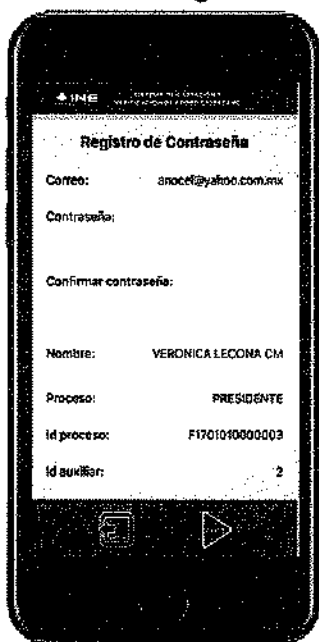 INE
Registro de Contraseña
Correo: anocel@yahoo.com.mx
Contraseña:
Confirmar contraseña:
Nombre: VERONICA LECONA CM
Proceso: PRESIDENTE
Id proceso: F1701010000003
Id auxiliar: 2